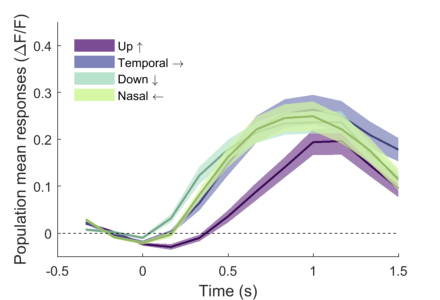 Population mean responses (ΔF/F)
0.4
0.3
0.2
0.1
0
Up ↑
Temporal →
Down ↓
Nasal ←
-0.5 0 0.5 1 1.5
Time (s)